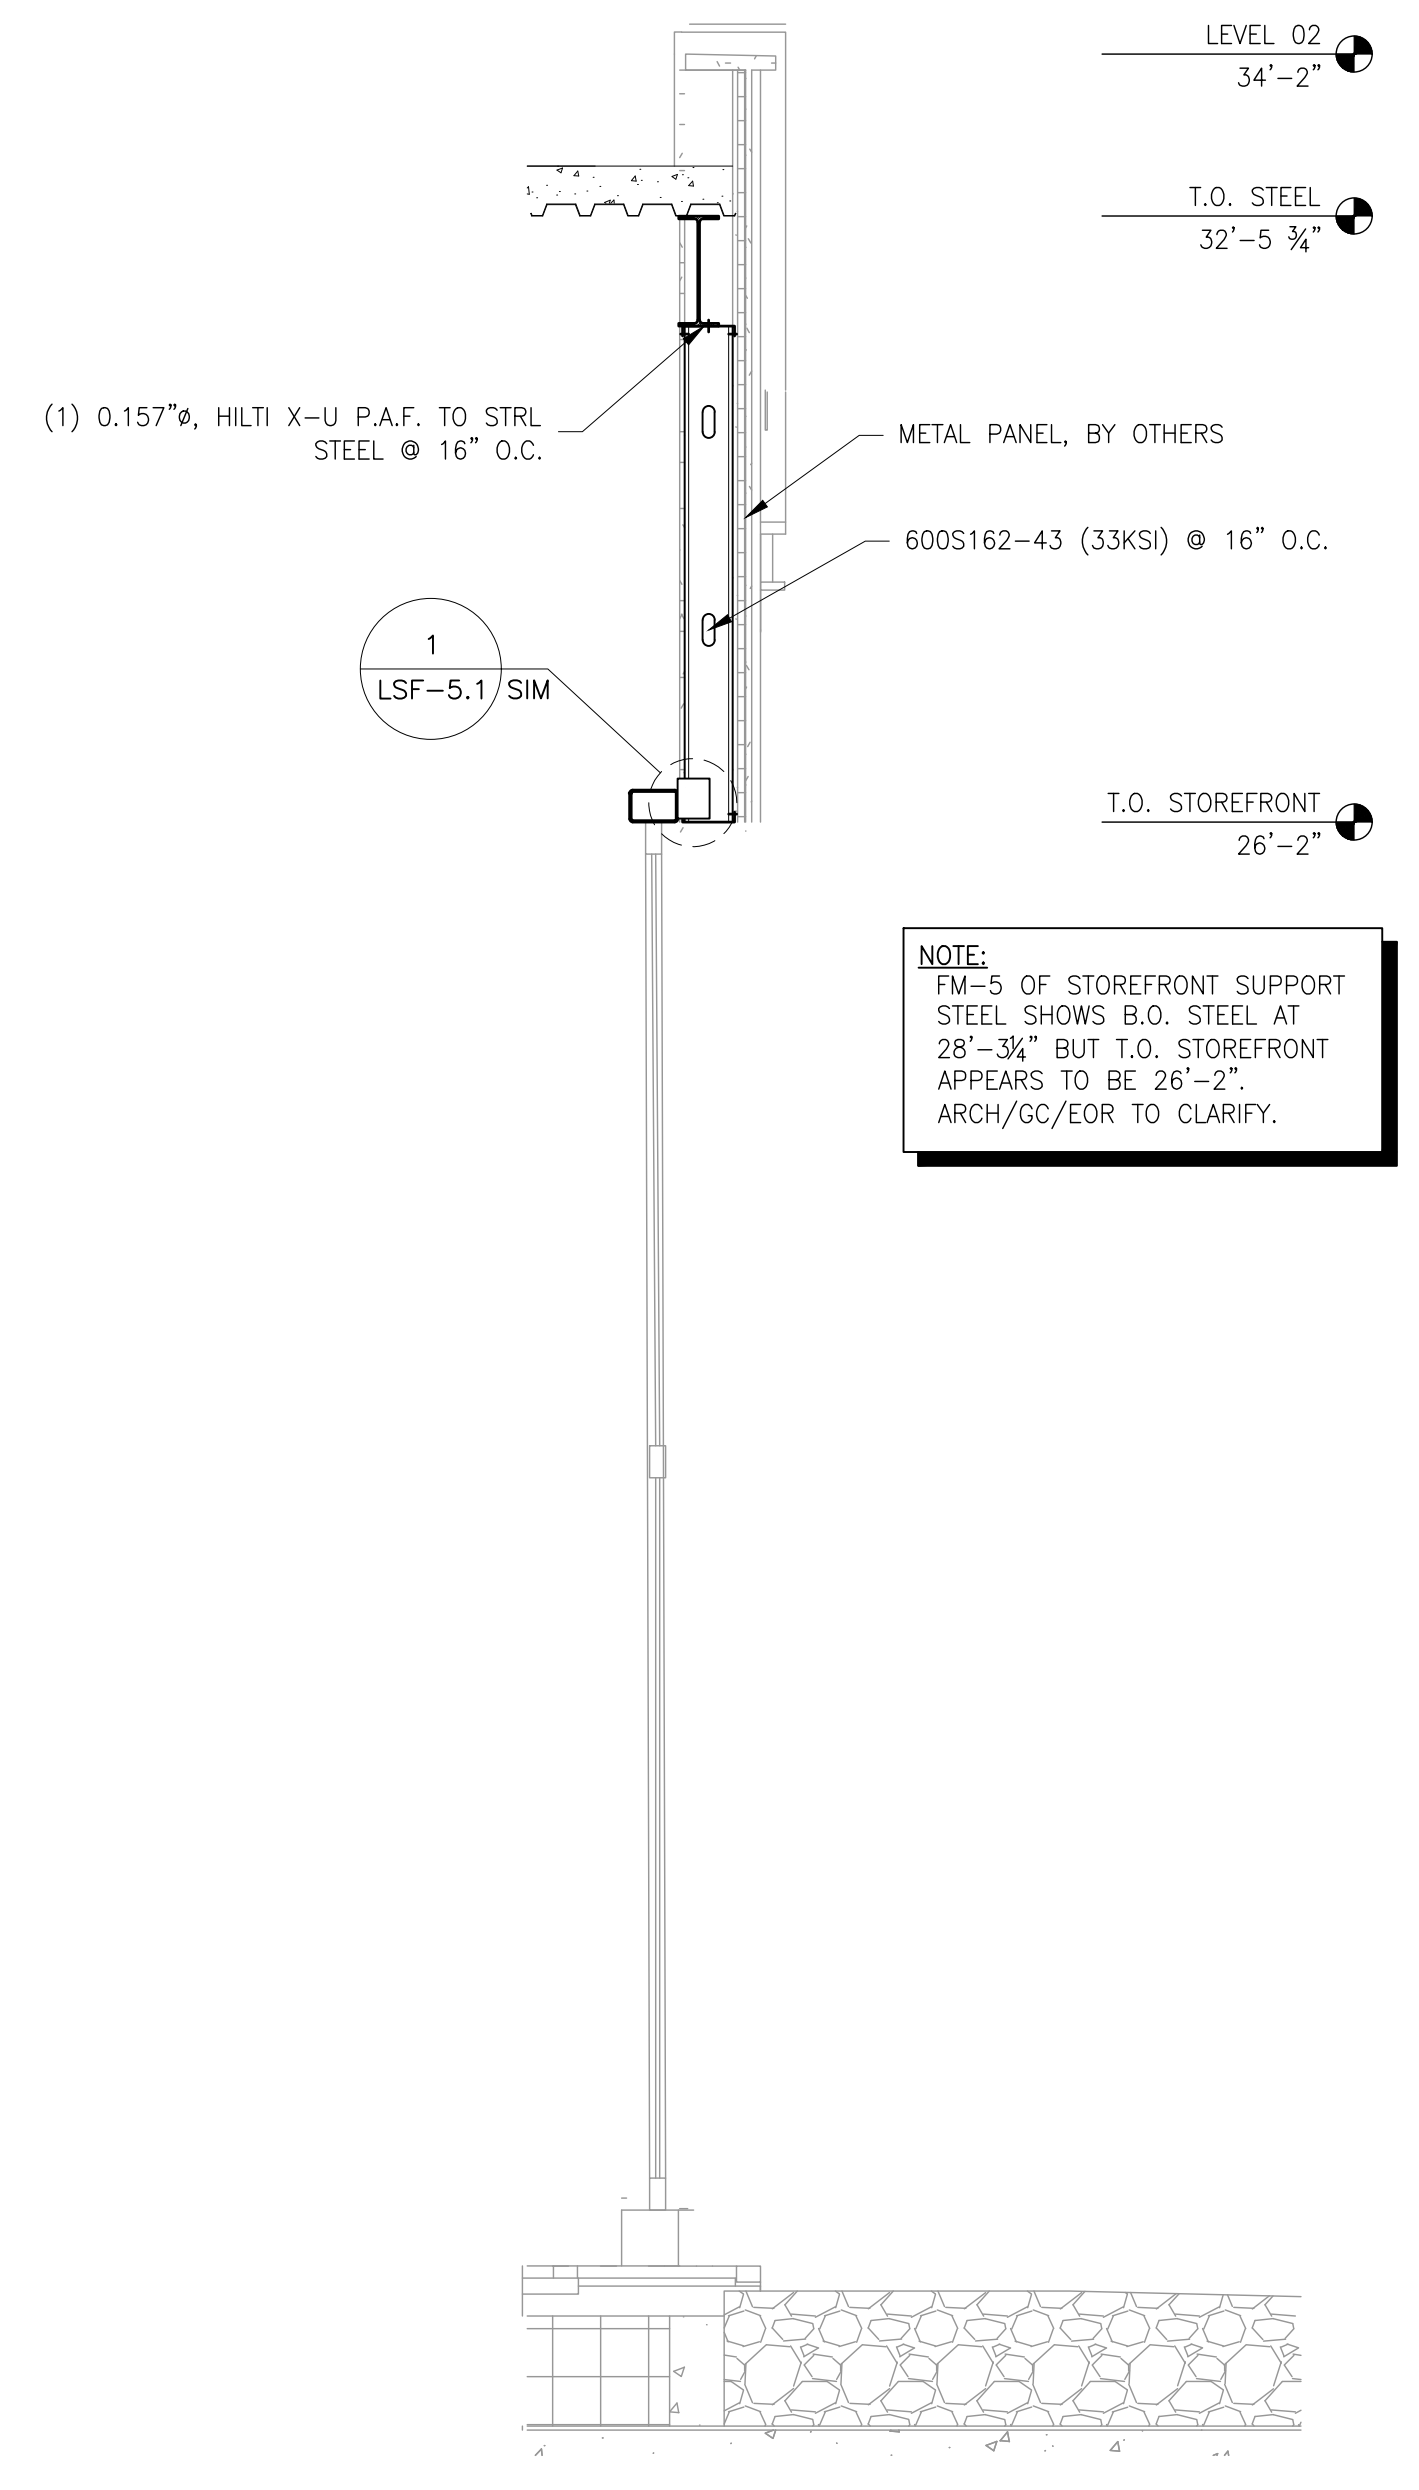 LEVEL 02
34'-2"
T.O. STEEL
32'-5 ¾"
(1) 0.157"ø, HILTI X-U P.A.F. TO STRL
STEEL @ 16" O.C.
METAL PANEL, BY OTHERS
600S162-43 (33KSI) @ 16" O.C.
1
LSF-5.1 SIM
T.O. STOREFRONT
26'-2"
NOTE:
FM-5 OF STOREFRONT SUPPORT
STEEL SHOWS B.O. STEEL AT
28'-3¼" BUT T.O. STOREFRONT
APPEARS TO BE 26'-2".
ARCH/GC/EOR TO CLARIFY.